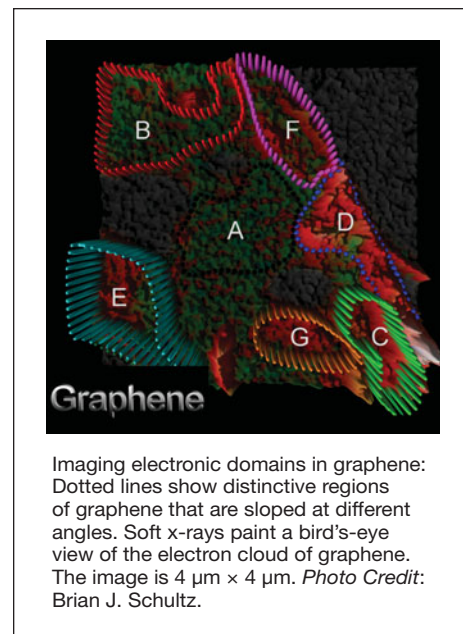 B
F
A
D
E
G
C
Graphene
Imaging electronic domains in graphene:
Dotted lines show distinctive regions
of graphene that are sloped at different
angles. Soft x-rays paint a bird's-eye
view of the electron cloud of graphene.
The image is 4 μm × 4 μm. Photo Credit:
Brian J. Schultz.